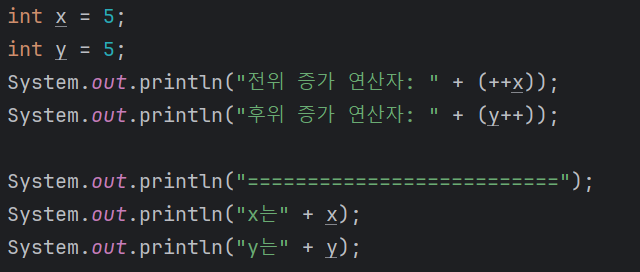 int x = 5;
int y = 5;
System.out.println("전위 증가 연산자: " + (++x));
System.out.println("후위 증가 연산자: " + (y++));
System.out.println("==========================");
System.out.println("x는" + x);
System.out.println("y는" + y);